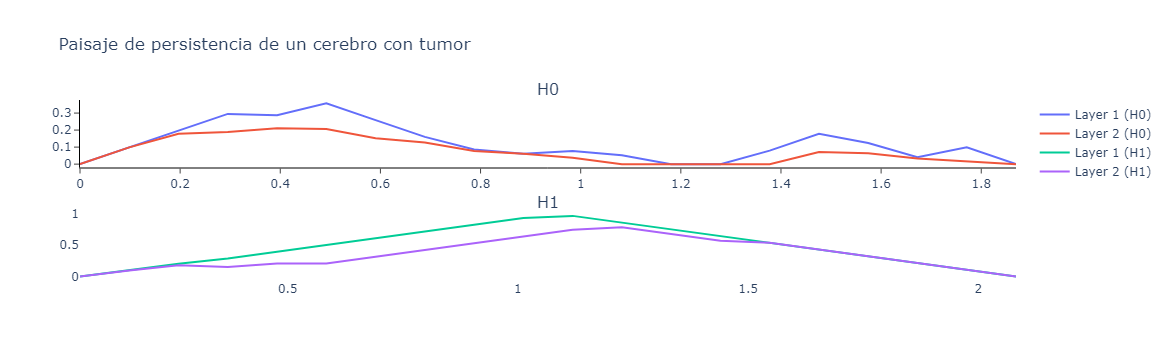 Paisaje de persistencia de un cerebro con tumor
H0
0.3
0.2
0.1
0
0 0.2 0.4 0.6 0.8 1 1.2 1.4 1.6 1.8
Layer 1 (H0)
Layer 2 (H0)
Layer 1 (H1)
Layer 2 (H1)
H1
1
0.5
0
0.5 1 1.5 2